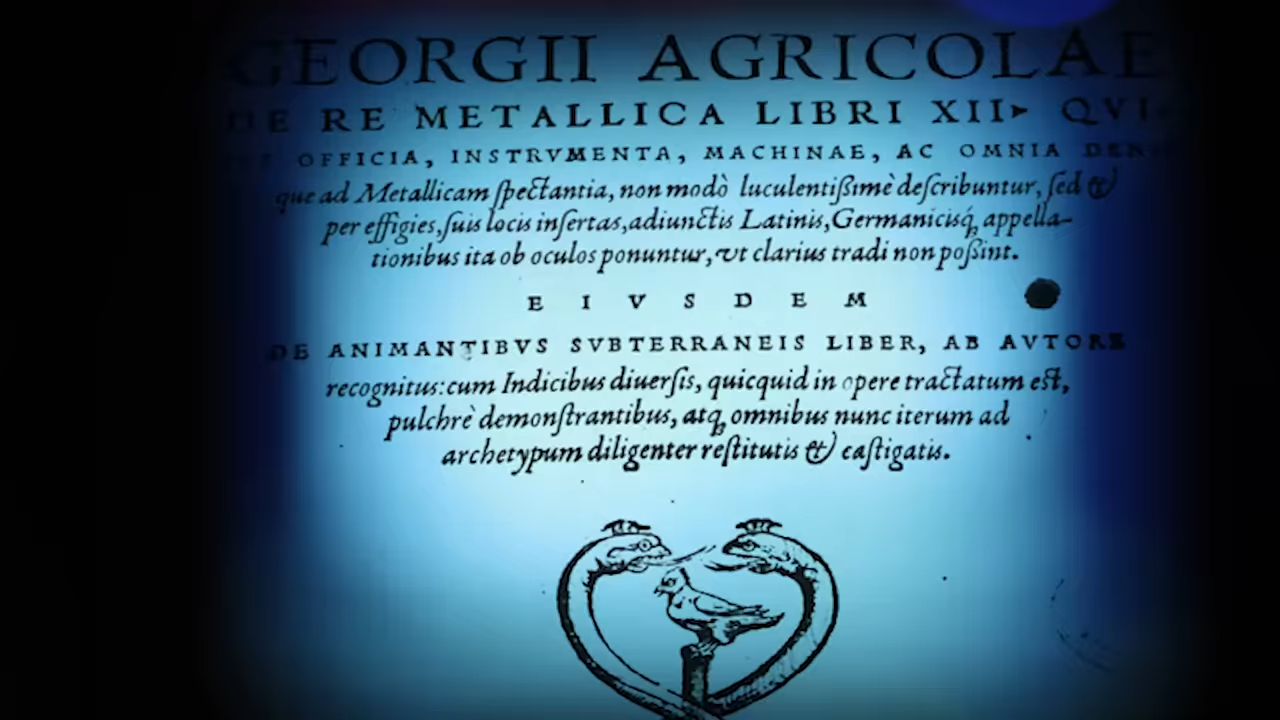 GEORGII AGRICOLAE
DE RE METALLICA LIBRI XII▸ QVI▸
OFFICIA, INSTRVMENTA, MACHINAE, AC OMNIA DENI
que ad Metallicam ſpectantia, non modò luculentißimè deſcribuntur, ſed &
per effigies, ſuis locis inſertas, adiunctis Latinis, Germanicisq́; appella-
tionibus ita ob oculos ponuntur, vt clarius tradi non poßint.
E I V S D E M
DE ANIMANTIBVS SVBTERRANEIS LIBER, AB AVTORE
recognitus: cum Indicibus diuerſis, quicquid in opere tractatum eſt,
pulchrè demonſtrantibus, atq; omnibus nunc iterum ad
archetypum diligenter reſtitutis & caſtigatis.